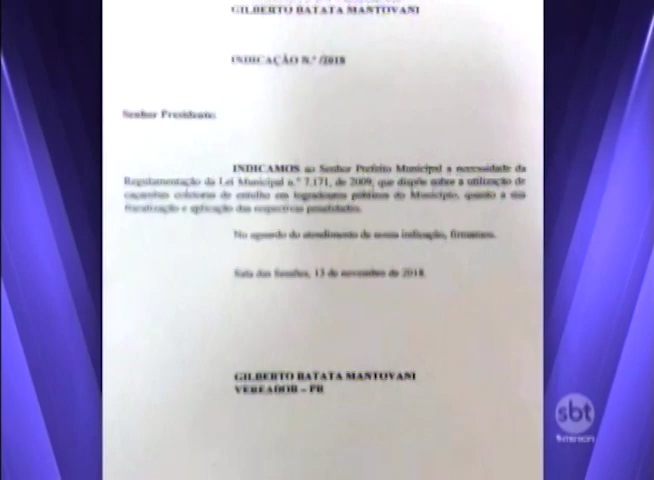 GILBERTO BATATA MANTOVANI
INDICAÇÃO N.º /2018
Senhor Presidente:
INDICAMOS ao Senhor Prefeito Municipal a necessidade da
Regulamentação da Lei Municipal n.º 7.171, de 2009, que dispõe sobre a utilização de
caçambas coletoras de entulho em logradouros públicos do Município, quanto a sua
fiscalização e aplicação das respectivas penalidades.
No aguardo do atendimento de nossa indicação, firmamos.
Sala das Sessões, 13 de novembro de 2018.
GILBERTO BATATA MANTOVANI
VEREADOR – PR
sbt